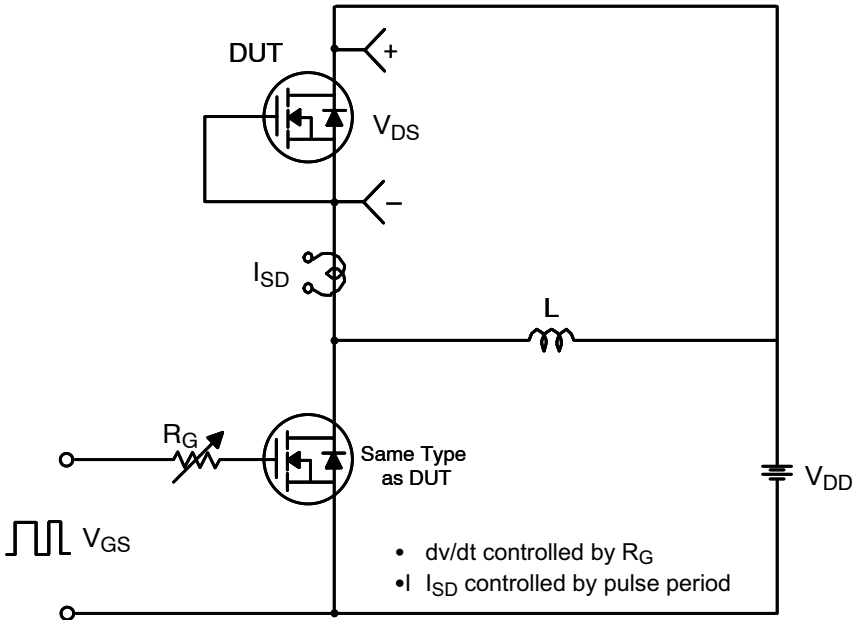 DUT
+
V_DS
−
I_SD
L
R_G
Same Type
as DUT
V_DD
V_GS
• dv/dt controlled by R_G
•I I_SD controlled by pulse period